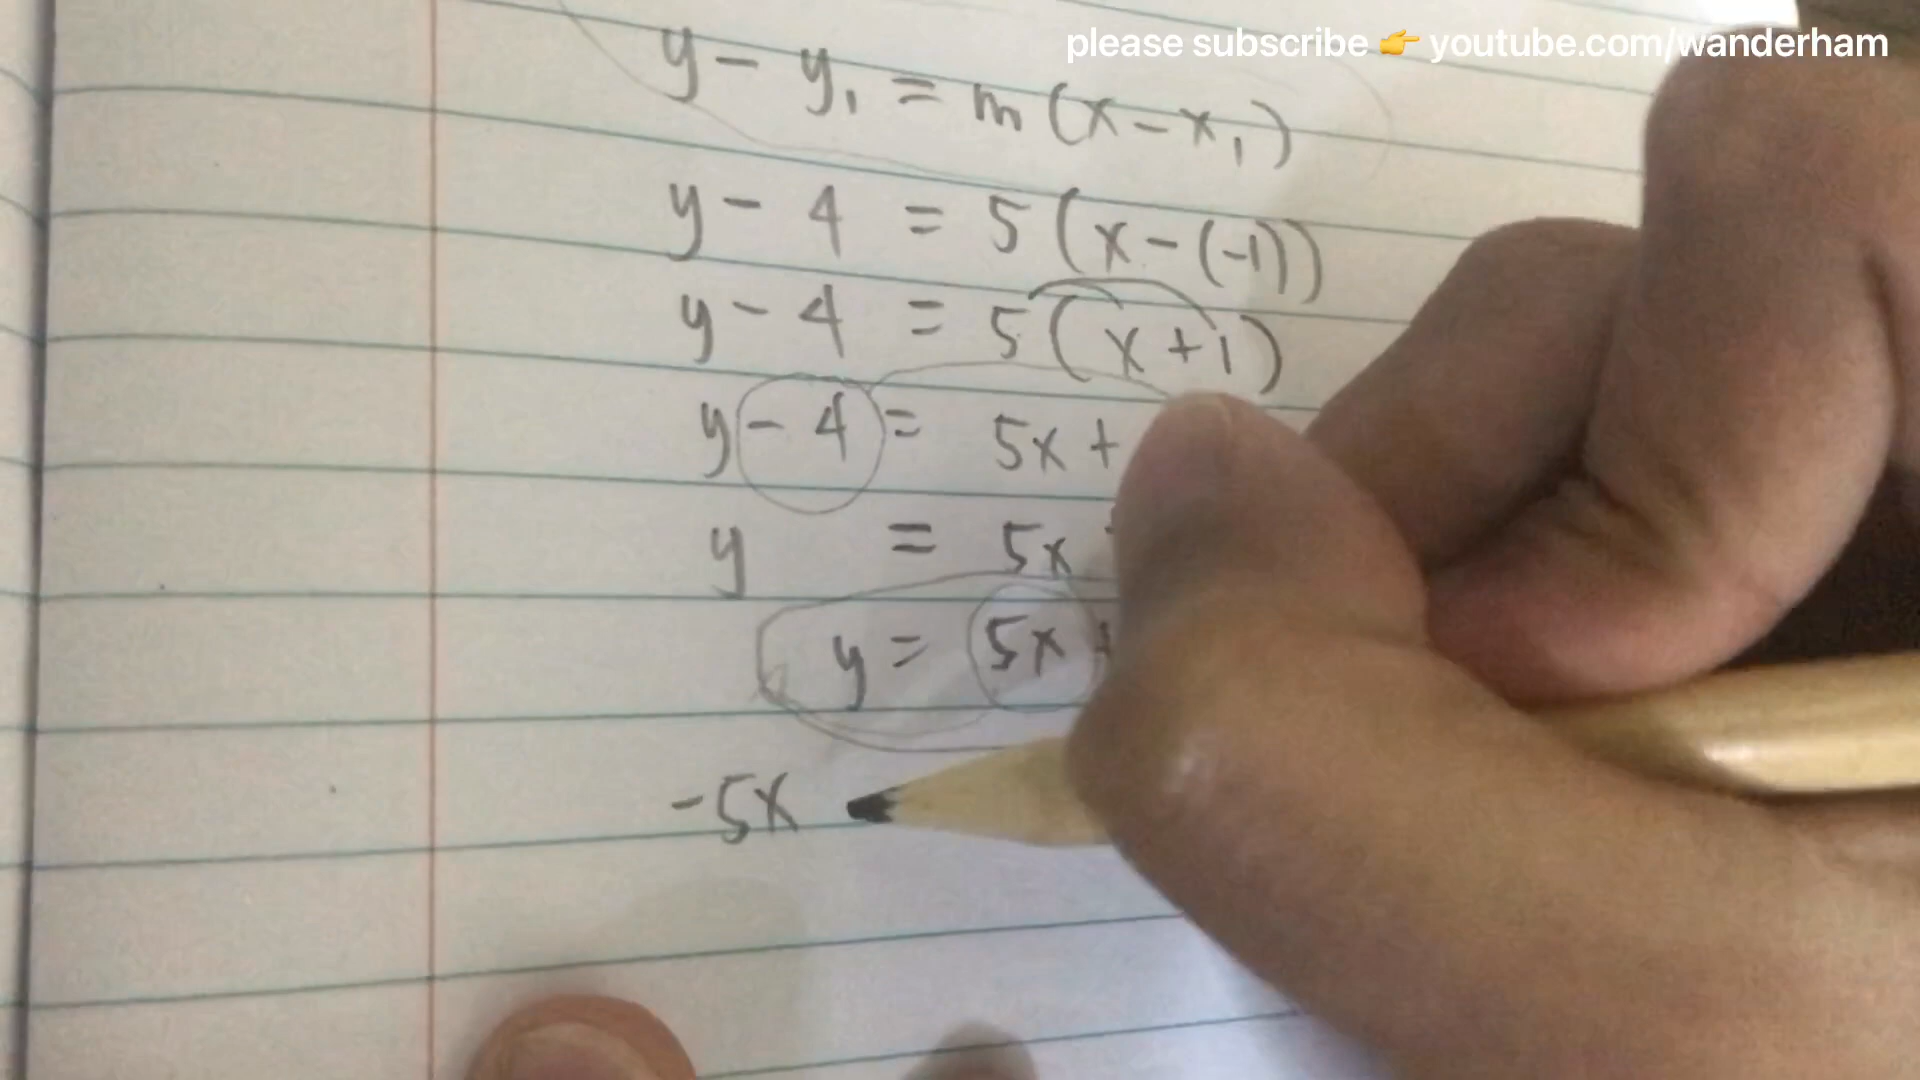 please subscribe 👉 youtube.com/wanderham
y - y₁ = m (x - x₁)
y - 4 = 5 (x - (-1))
y - 4 = 5 (x + 1)
y - 4 = 5x +
y = 5x
y = 5x +
-5x